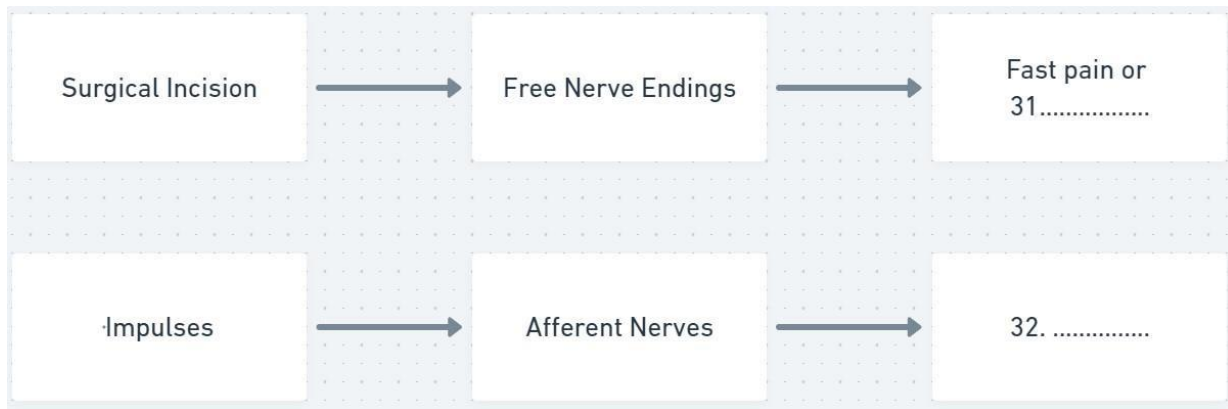 Surgical Incision
Free Nerve Endings
Fast pain or
31..................
Impulses
Afferent Nerves
32. ...............